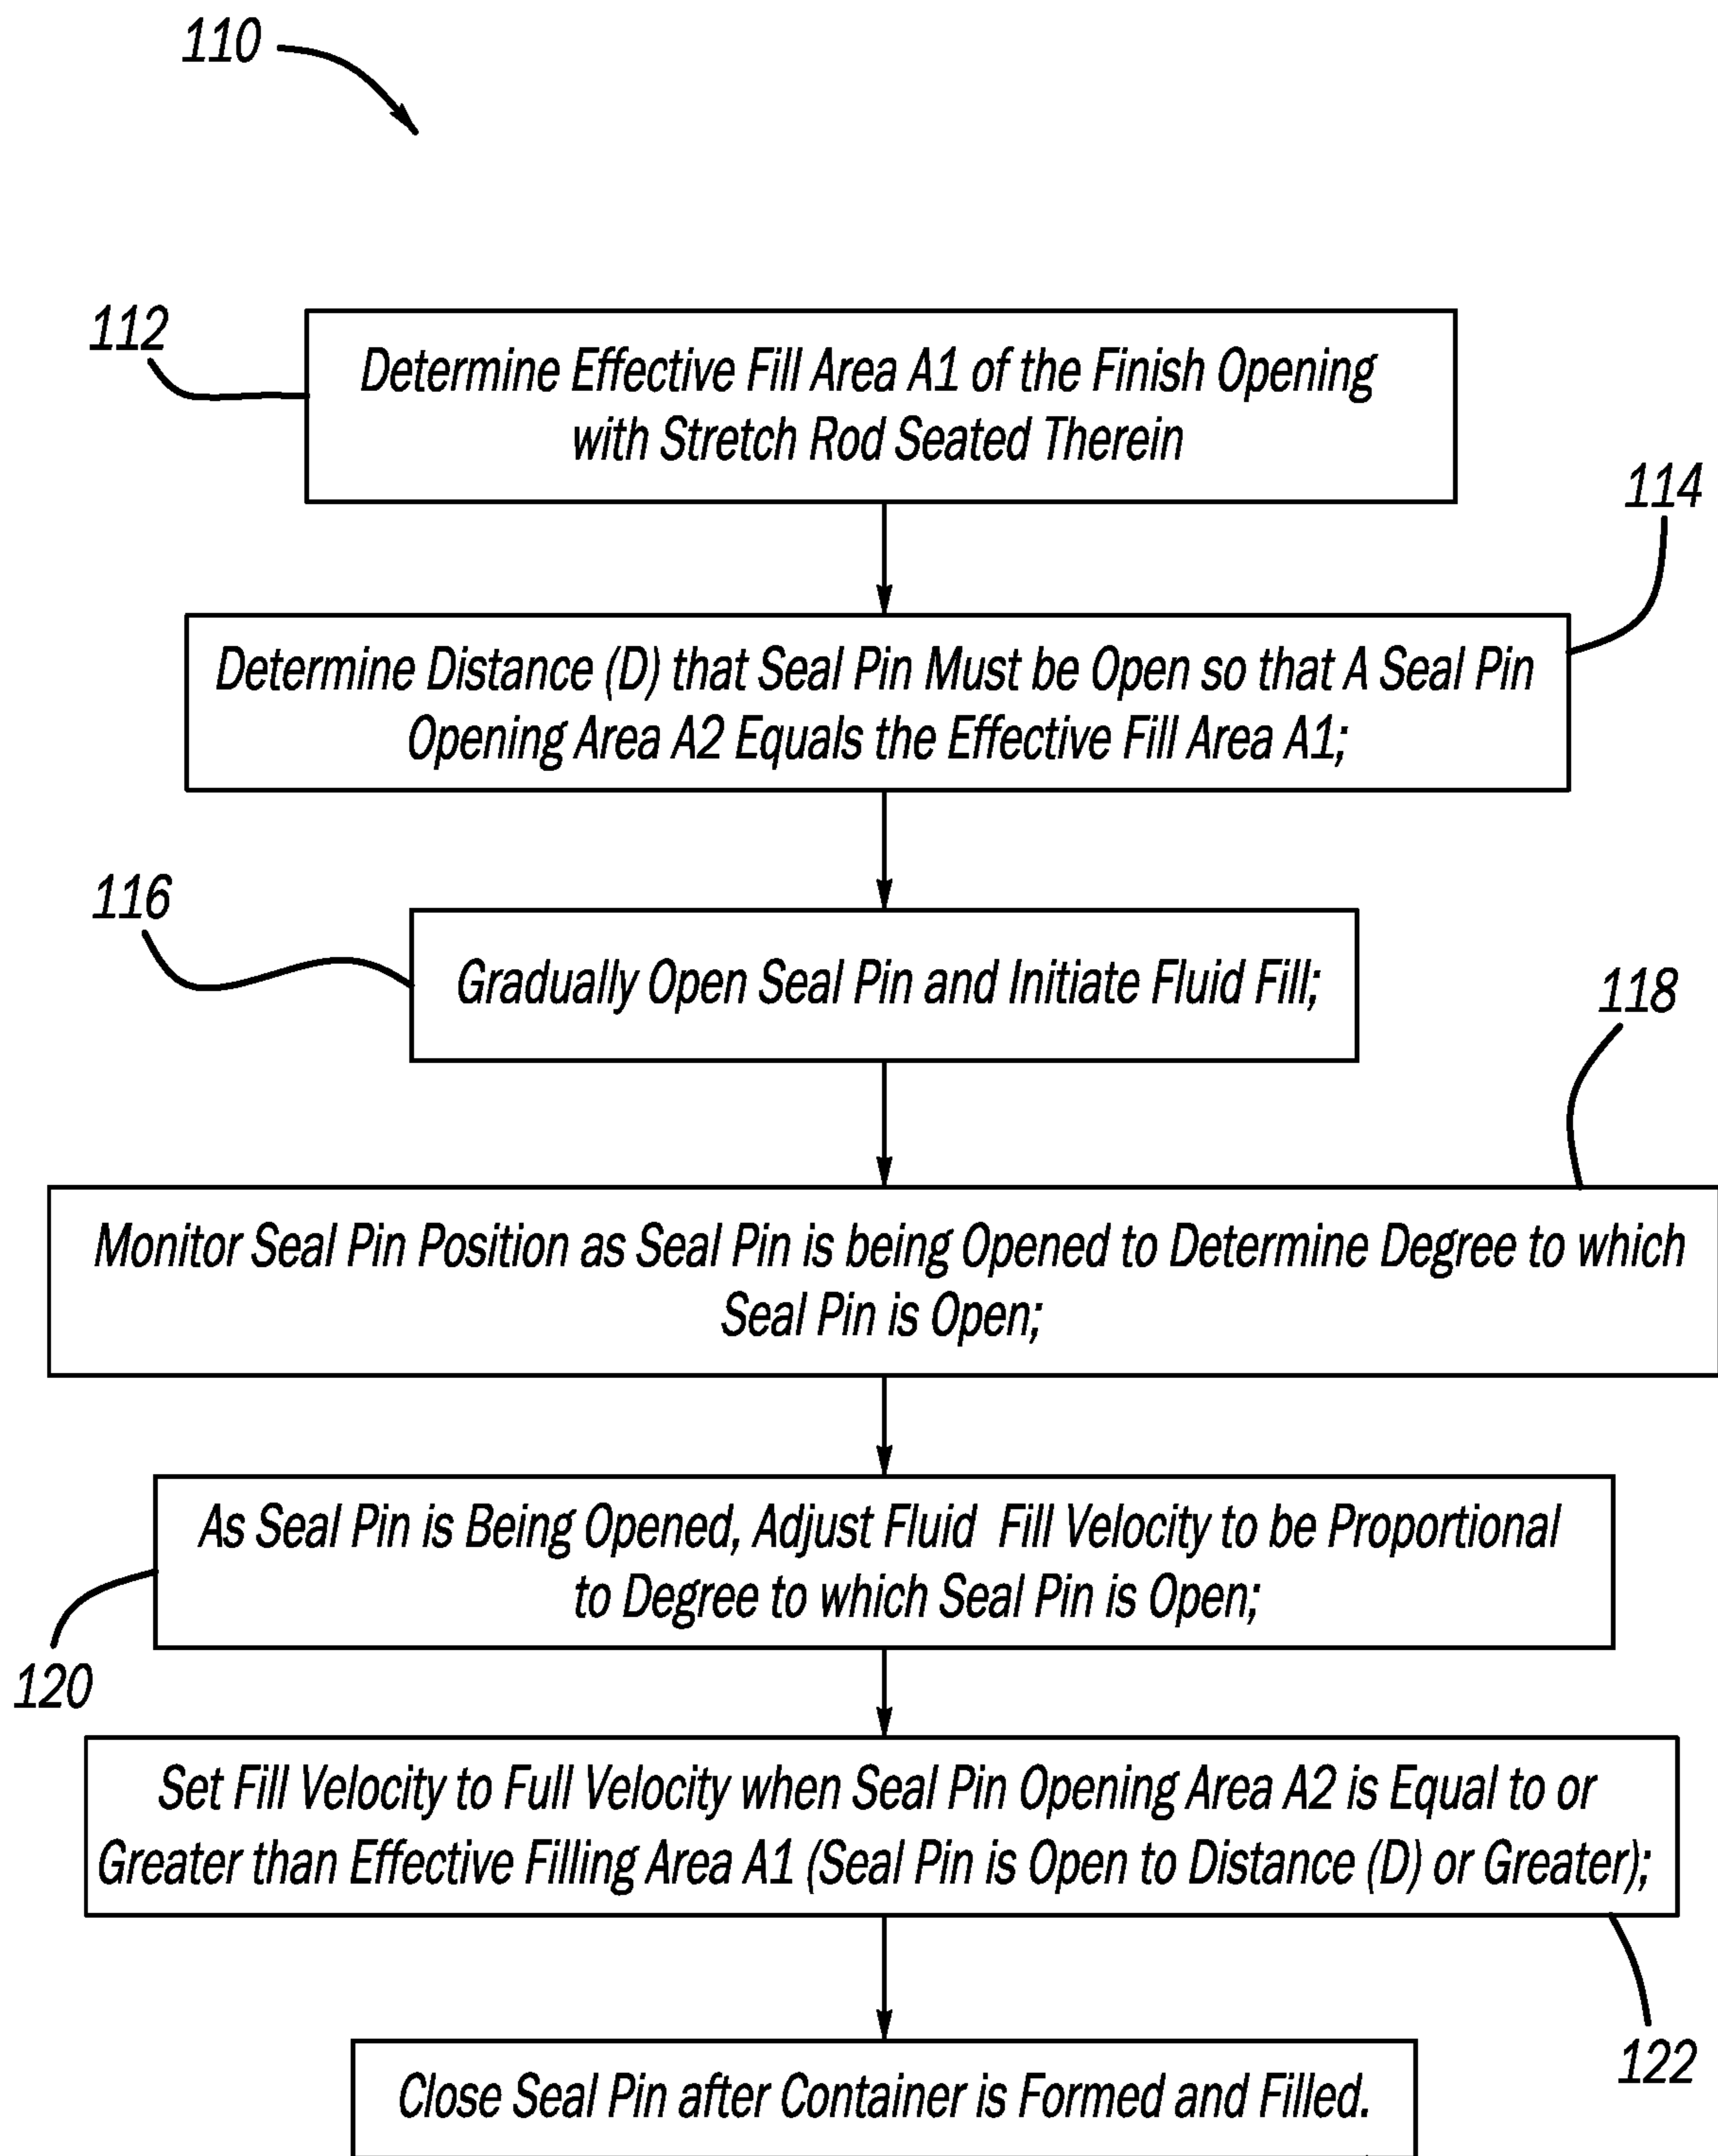 110
112
Determine Effective Fill Area A1 of the Finish Opening
with Stretch Rod Seated Therein
114
Determine Distance (D) that Seal Pin Must be Open so that A Seal Pin
Opening Area A2 Equals the Effective Fill Area A1;
116
Gradually Open Seal Pin and Initiate Fluid Fill;
118
Monitor Seal Pin Position as Seal Pin is being Opened to Determine Degree to which
Seal Pin is Open;
As Seal Pin is Being Opened, Adjust Fluid Fill Velocity to be Proportional
to Degree to which Seal Pin is Open;
120
Set Fill Velocity to Full Velocity when Seal Pin Opening Area A2 is Equal to or
Greater than Effective Filling Area A1 (Seal Pin is Open to Distance (D) or Greater);
122
Close Seal Pin after Container is Formed and Filled.